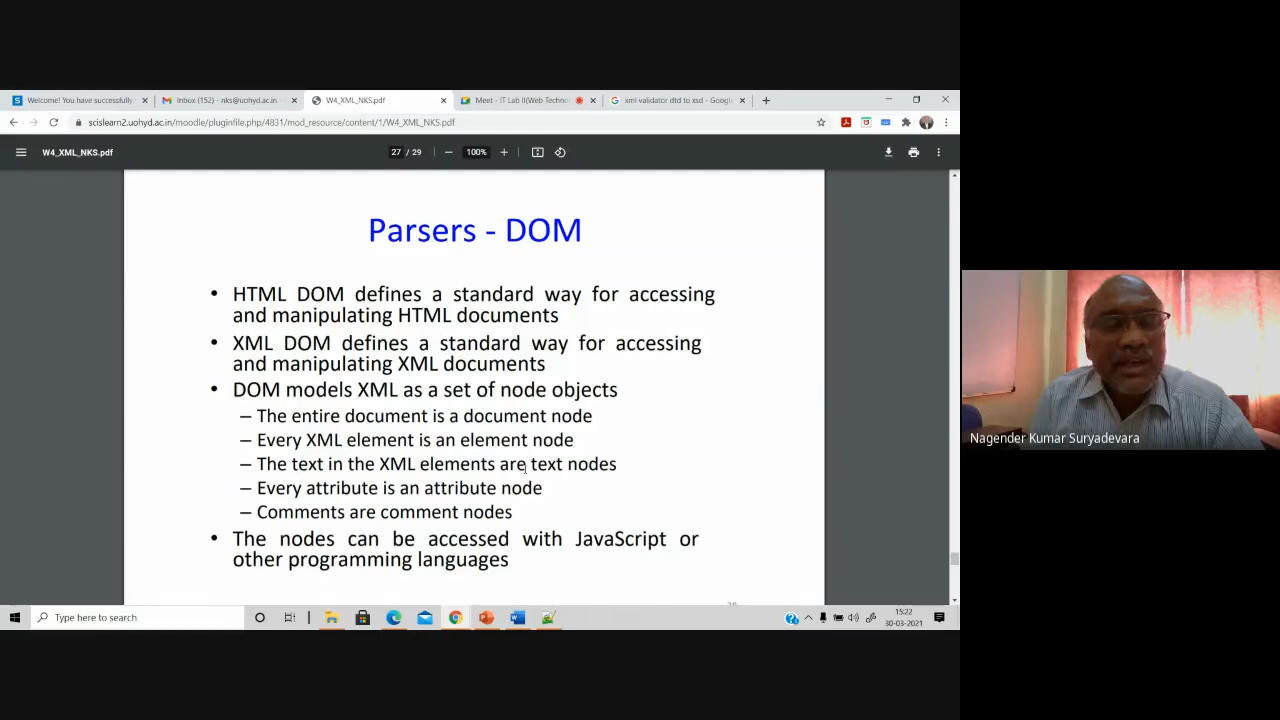 Welcome! You have successfully
Inbox (152) - nks@uohyd.ac.in -
W4_XML_NKS.pdf
Meet - IT Lab II(Web Techno
xml validator dtd to xsd - Googl
scislearn2.uohyd.ac.in/moodle/pluginfile.php/4831/mod_resource/content/1/W4_XML_NKS.pdf
W4_XML_NKS.pdf
27 / 29
100%
Parsers - DOM
• HTML DOM defines a standard way for accessing
and manipulating HTML documents
• XML DOM defines a standard way for accessing
and manipulating XML documents
• DOM models XML as a set of node objects
– The entire document is a document node
– Every XML element is an element node
– The text in the XML elements are text nodes
– Every attribute is an attribute node
– Comments are comment nodes
• The nodes can be accessed with JavaScript or
other programming languages
Nagender Kumar Suryadevara
Type here to search
15:22
30-03-2021